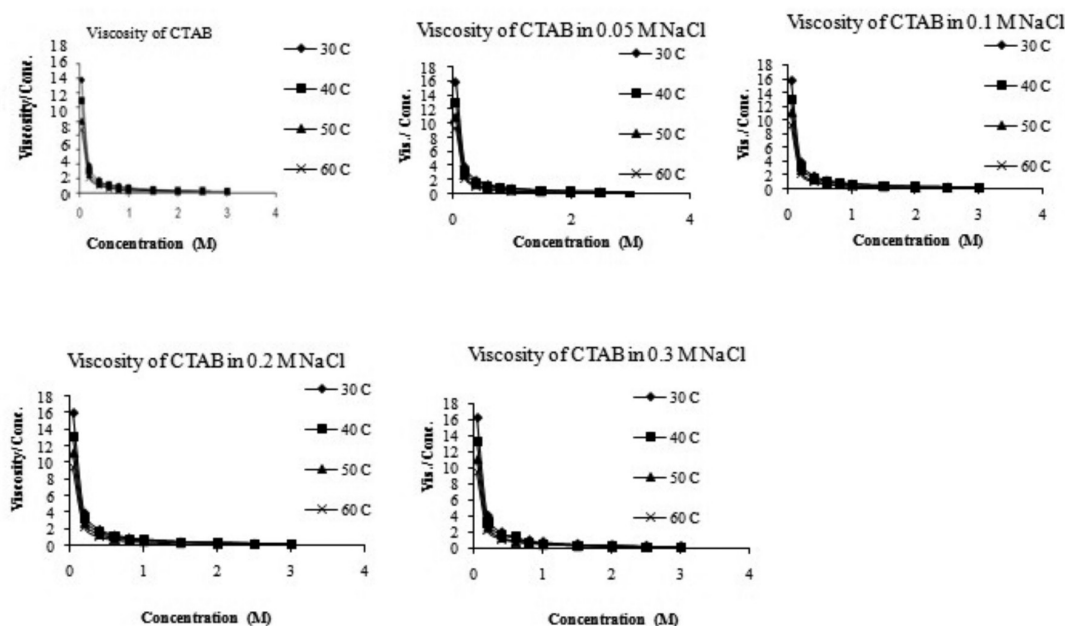 Viscosity of CTAB
Viscosity/Conc.
18
16
14
12
10
8
6
4
2
0
0 1 2 3 4
Concentration (M)
30 C
40 C
50 C
60 C
Viscosity of CTAB in 0.05 M NaCl
Vis./ Conc.
18
16
14
12
10
8
6
4
2
0
0 2 4
Concentration (M)
30 C
40 C
50 C
60 C
Viscosity of CTAB in 0.1 M NaCl
Vis./ Conc.
18
16
14
12
10
8
6
4
2
0
0 1 2 3 4
Concentration (M)
30 C
40 C
50 C
60 C
Viscosity of CTAB in 0.2 M NaCl
Viscosity/Conc.
18
16
14
12
10
8
6
4
2
0
0 1 2 3 4
Concentration (M)
30 C
40 C
50 C
60 C
Viscosity of CTAB in 0.3 M NaCl
Vis./Conc.
18
16
14
12
10
8
6
4
2
0
0 1 2 3 4
Concentration (M)
30 C
40 C
50 C
60 C